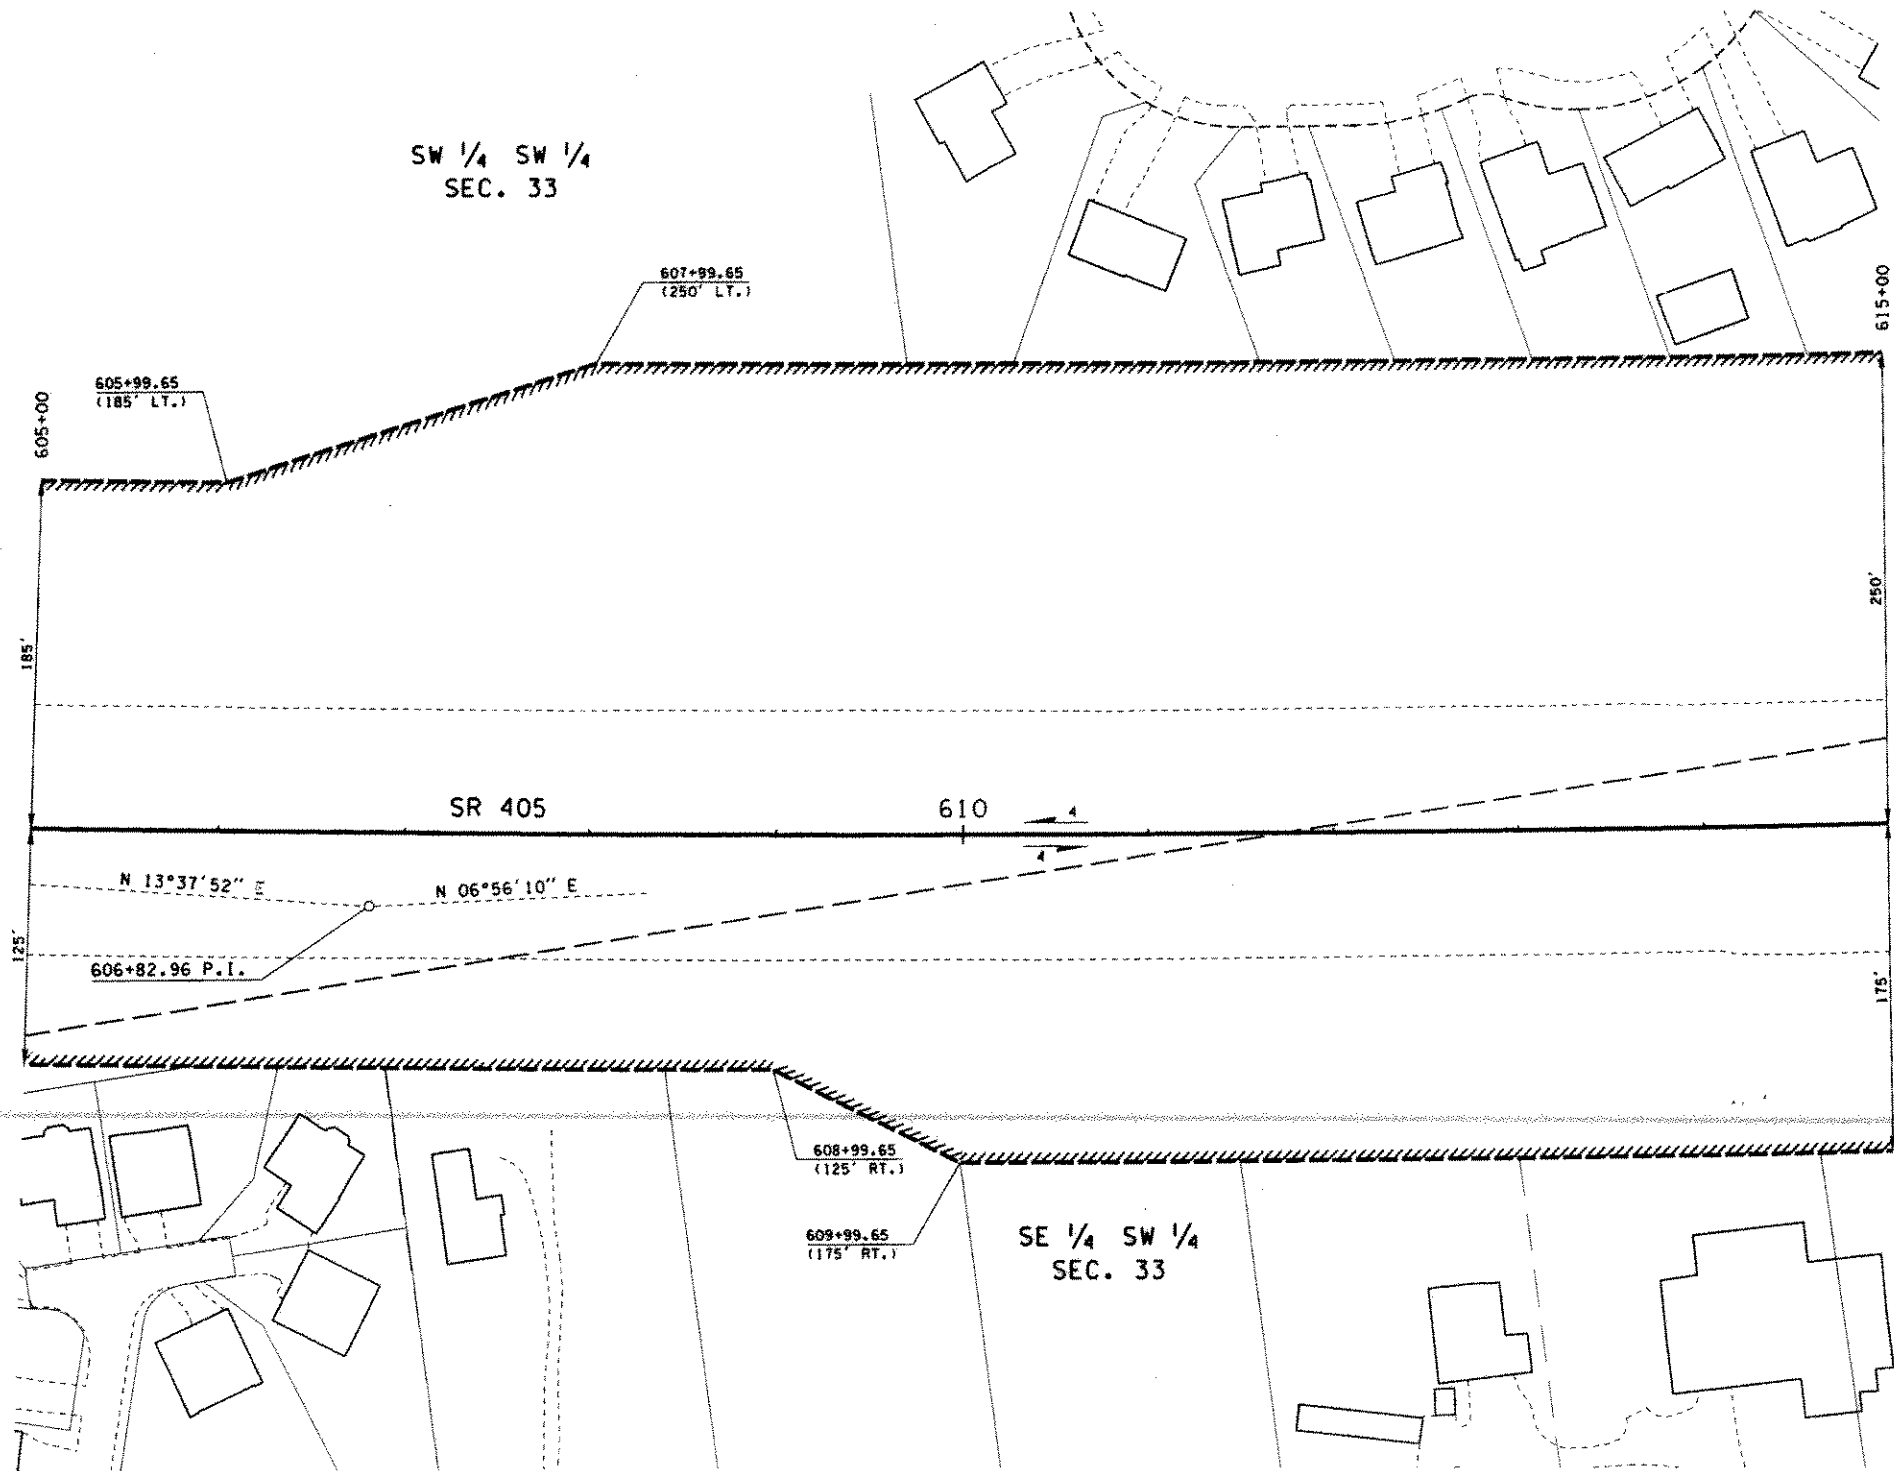 SW 1/4 SW 1/4
SEC. 33
607+99.65
(250' LT.)
615+00
605+99.65
(185' LT.)
605+00
250'
185'
SR 405
610
4
4
N 13°37'52" E
N 06°56'10" E
125'
606+82.96 P.I.
175'
608+99.65
(125' RT.)
609+99.65
(175' RT.)
SE 1/4 SW 1/4
SEC. 33